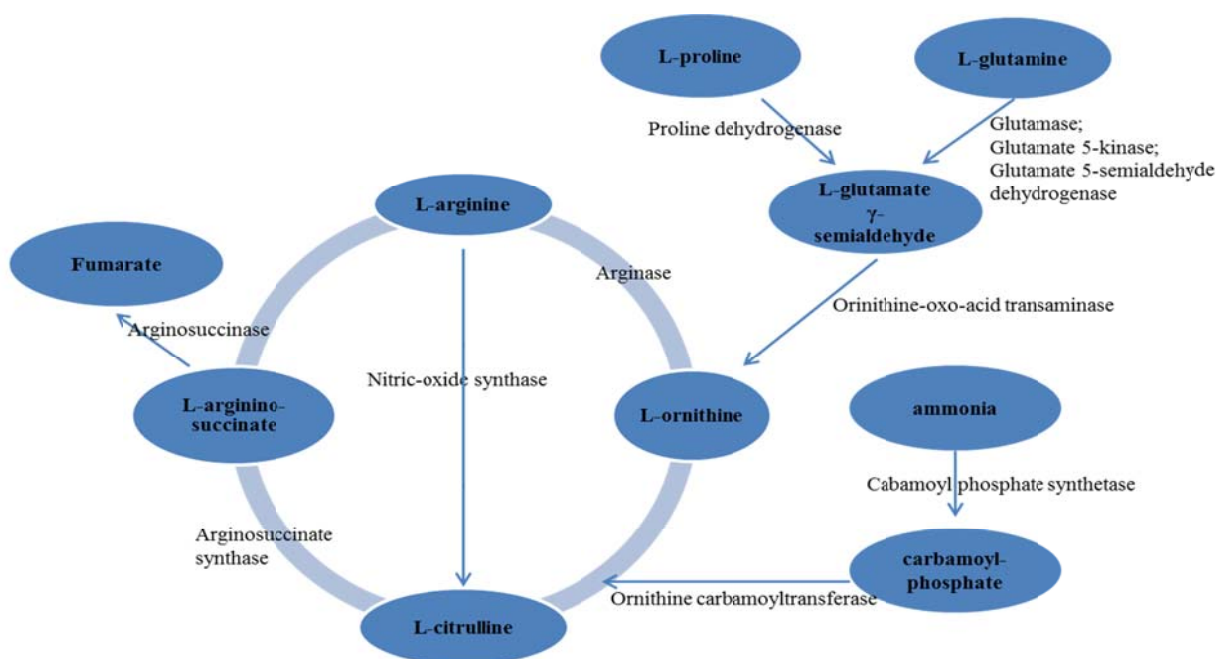 L-proline
L-glutamine
Proline dehydrogenase
Glutamase;
Glutamate 5-kinase;
Glutamate 5-semialdehyde
dehydrogenase
L-glutamate
γ-
semialdehyde
L-arginine
Fumarate
Arginase
Orinithine-oxo-acid transaminase
Arginosuccinase
Nitric-oxide synthase
L-arginino-
succinate
L-ornithine
ammonia
Cabamoyl phosphate synthetase
Arginosuccinate
synthase
carbamoyl-
phosphate
Ornithine carbamoyltransferase
L-citrulline